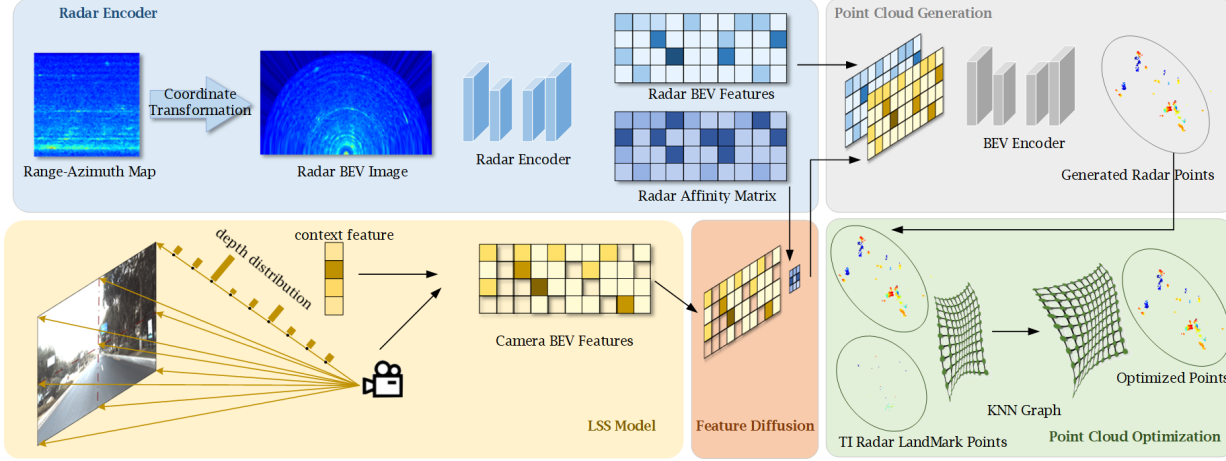 Radar Encoder
Coordinate
Transformation
Range-Azimuth Map
Radar BEV Image
Radar Encoder
Radar BEV Features
Radar Affinity Matrix
Point Cloud Generation
BEV Encoder
Generated Radar Points
depth distribution
context feature
Camera BEV Features
LSS Model
Feature Diffusion
TI Radar LandMark Points
KNN Graph
Optimized Points
Point Cloud Optimization